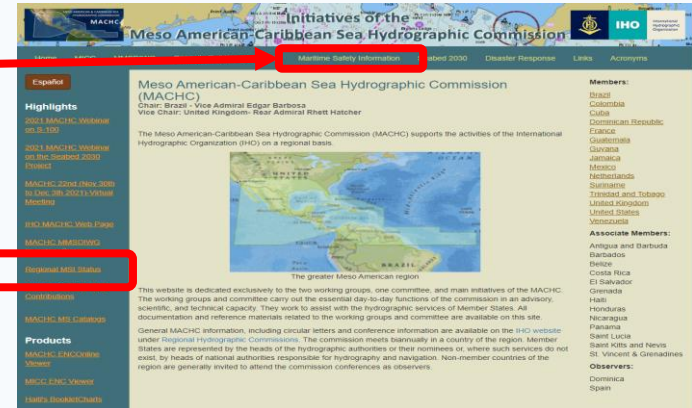 MACHC
Initiatives of the
Meso American-Caribbean Sea Hydrographic Commission
IHO
International
Hydrographic
Organization
Home MICC Maritime Safety Information Seabed 2030 Disaster Response Links Acronyms
Español
Highlights
2021 MACHC Webinar
on S-100
2021 MACHC Webinar
on the Seabed 2030
Project
MACHC 22nd (Nov 30th
to Dec 3th 2021) Virtual
Meeting
IHO MACHC Web Page
MACHC MMSDIWG
Regional MSI Status
Contributions
MACHC MS Catalogs
Products
MACHC ENCOnline
Viewer
MICC ENC Viewer
Haiti's BookletCharts
Meso American-Caribbean Sea Hydrographic Commission
(MACHC)
Chair: Brazil - Vice Admiral Edgar Barbosa
Vice Chair: United Kingdom- Rear Admiral Rhett Hatcher
The Meso American-Caribbean Sea Hydrographic Commission (MACHC) supports the activities of the International
Hydrographic Organization (IHO) on a regional basis.
UNITED
STATES
OCEAN
BRAZIL
The greater Meso American region
This website is dedicated exclusively to the two working groups, one committee, and main initiatives of the MACHC.
The working groups and committee carry out the essential day-to-day functions of the commission in an advisory,
scientific, and technical capacity. They work to assist with the hydrographic services of Member States. All
documentation and reference materials related to the working groups and committee are available on this site.
General MACHC information, including circular letters and conference information are available on the IHO website
under Regional Hydrographic Commissions. The commission meets biannually in a country of the region. Member
States are represented by the heads of the hydrographic authorities or their nominees or, where such services do not
exist, by heads of national authorities responsible for hydrography and navigation. Non-member countries of the
region are generally invited to attend the commission conferences as observers.
Members:
Brazil
Colombia
Cuba
Dominican Republic
France
Guatemala
Guyana
Jamaica
Mexico
Netherlands
Suriname
Trinidad and Tobago
United Kingdom
United States
Venezuela
Associate Members:
Antigua and Barbuda
Barbados
Belize
Costa Rica
El Salvador
Grenada
Haiti
Honduras
Nicaragua
Panama
Saint Lucia
Saint Kitts and Nevis
St. Vincent & Grenadines
Observers:
Dominica
Spain